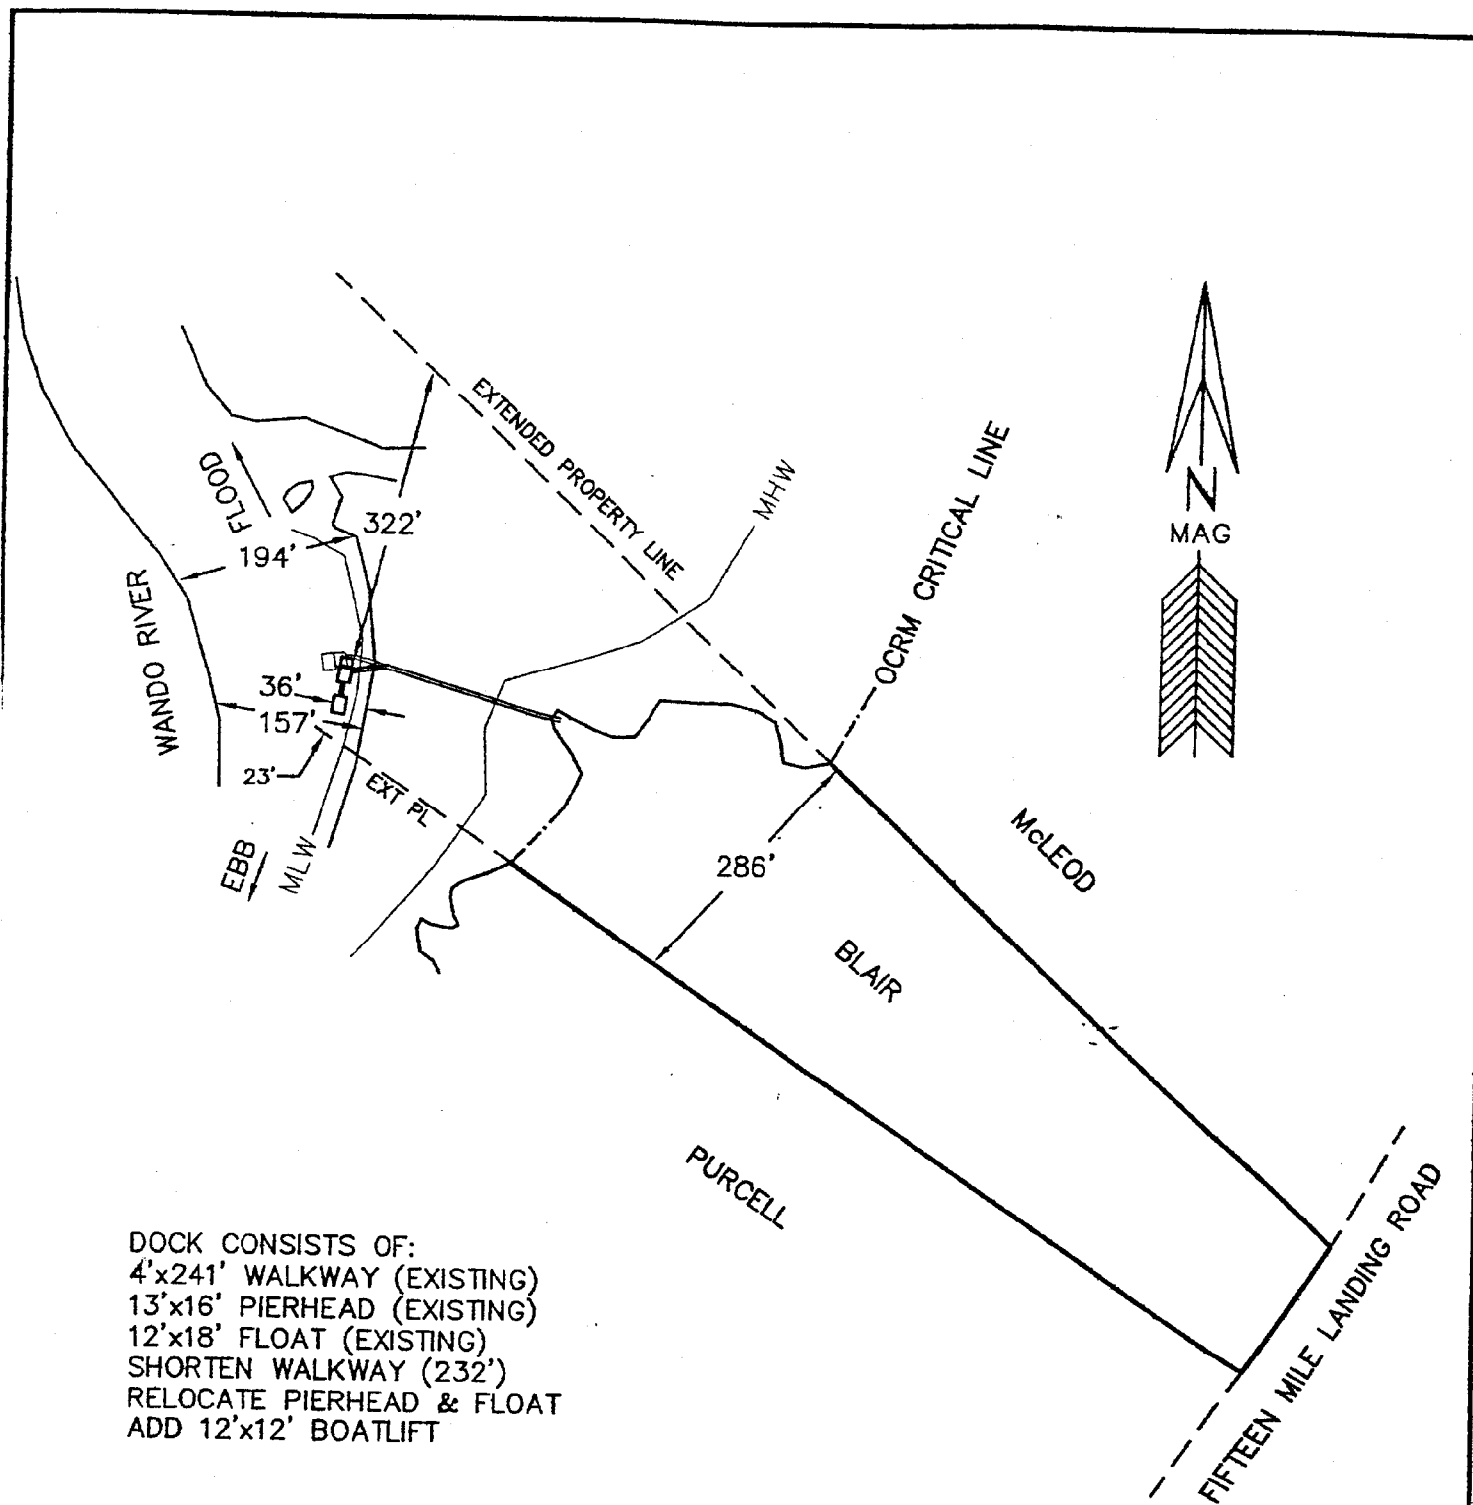 EXTENDED PROPERTY LINE
OCRM CRITICAL LINE
MHW
N
MAG
FLOOD
322'
194'
WANDO RIVER
36'
157'
23'
EXT PL
EBB
MLW
286'
McLEOD
BLAIR
PURCELL
FIFTEEN MILE LANDING ROAD
DOCK CONSISTS OF:
4'x241' WALKWAY (EXISTING)
13'x16' PIERHEAD (EXISTING)
12'x18' FLOAT (EXISTING)
SHORTEN WALKWAY (232')
RELOCATE PIERHEAD & FLOAT
ADD 12'x12' BOATLIFT